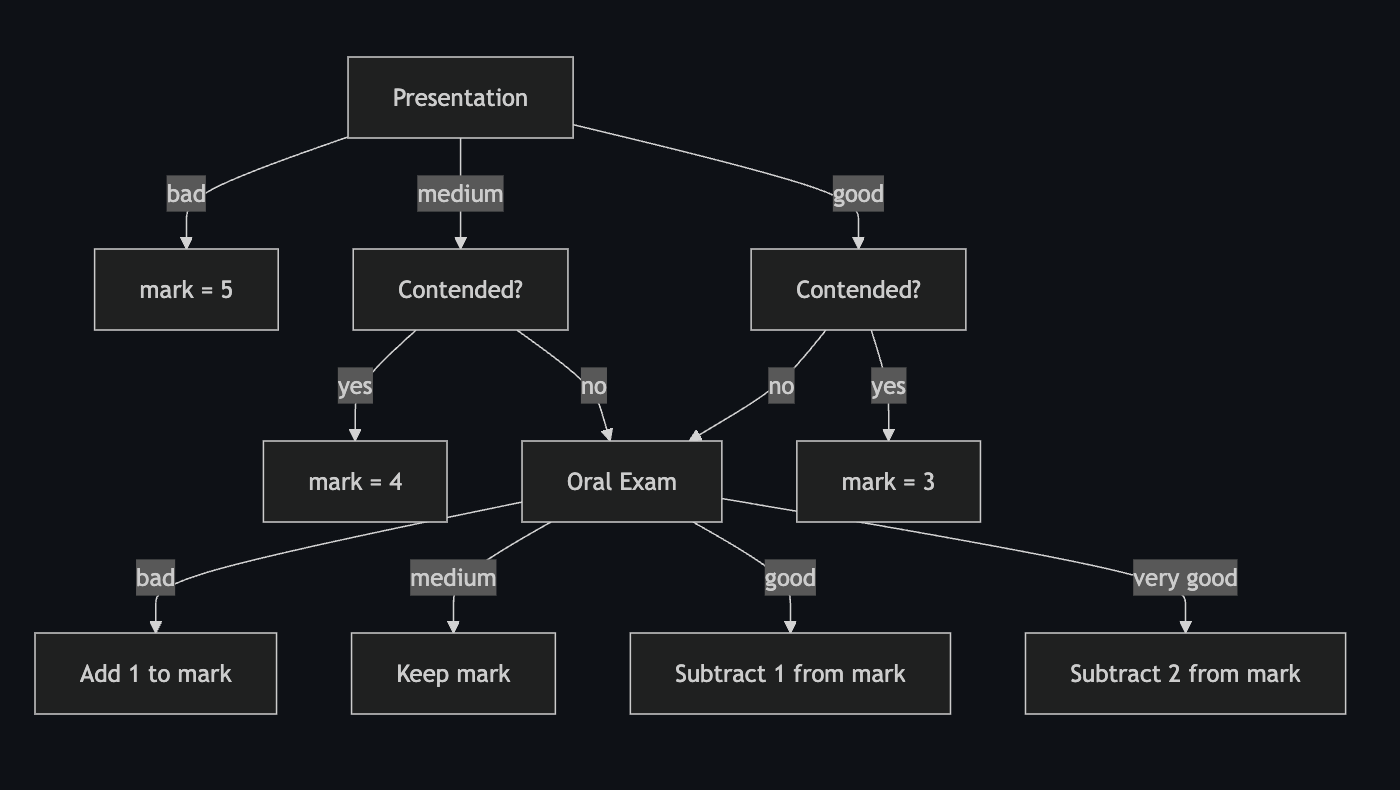 Presentation
bad
medium
good
mark = 5
Contended?
Contended?
yes
no
no
yes
mark = 4
Oral Exam
mark = 3
bad
medium
good
very good
Add 1 to mark
Keep mark
Subtract 1 from mark
Subtract 2 from mark